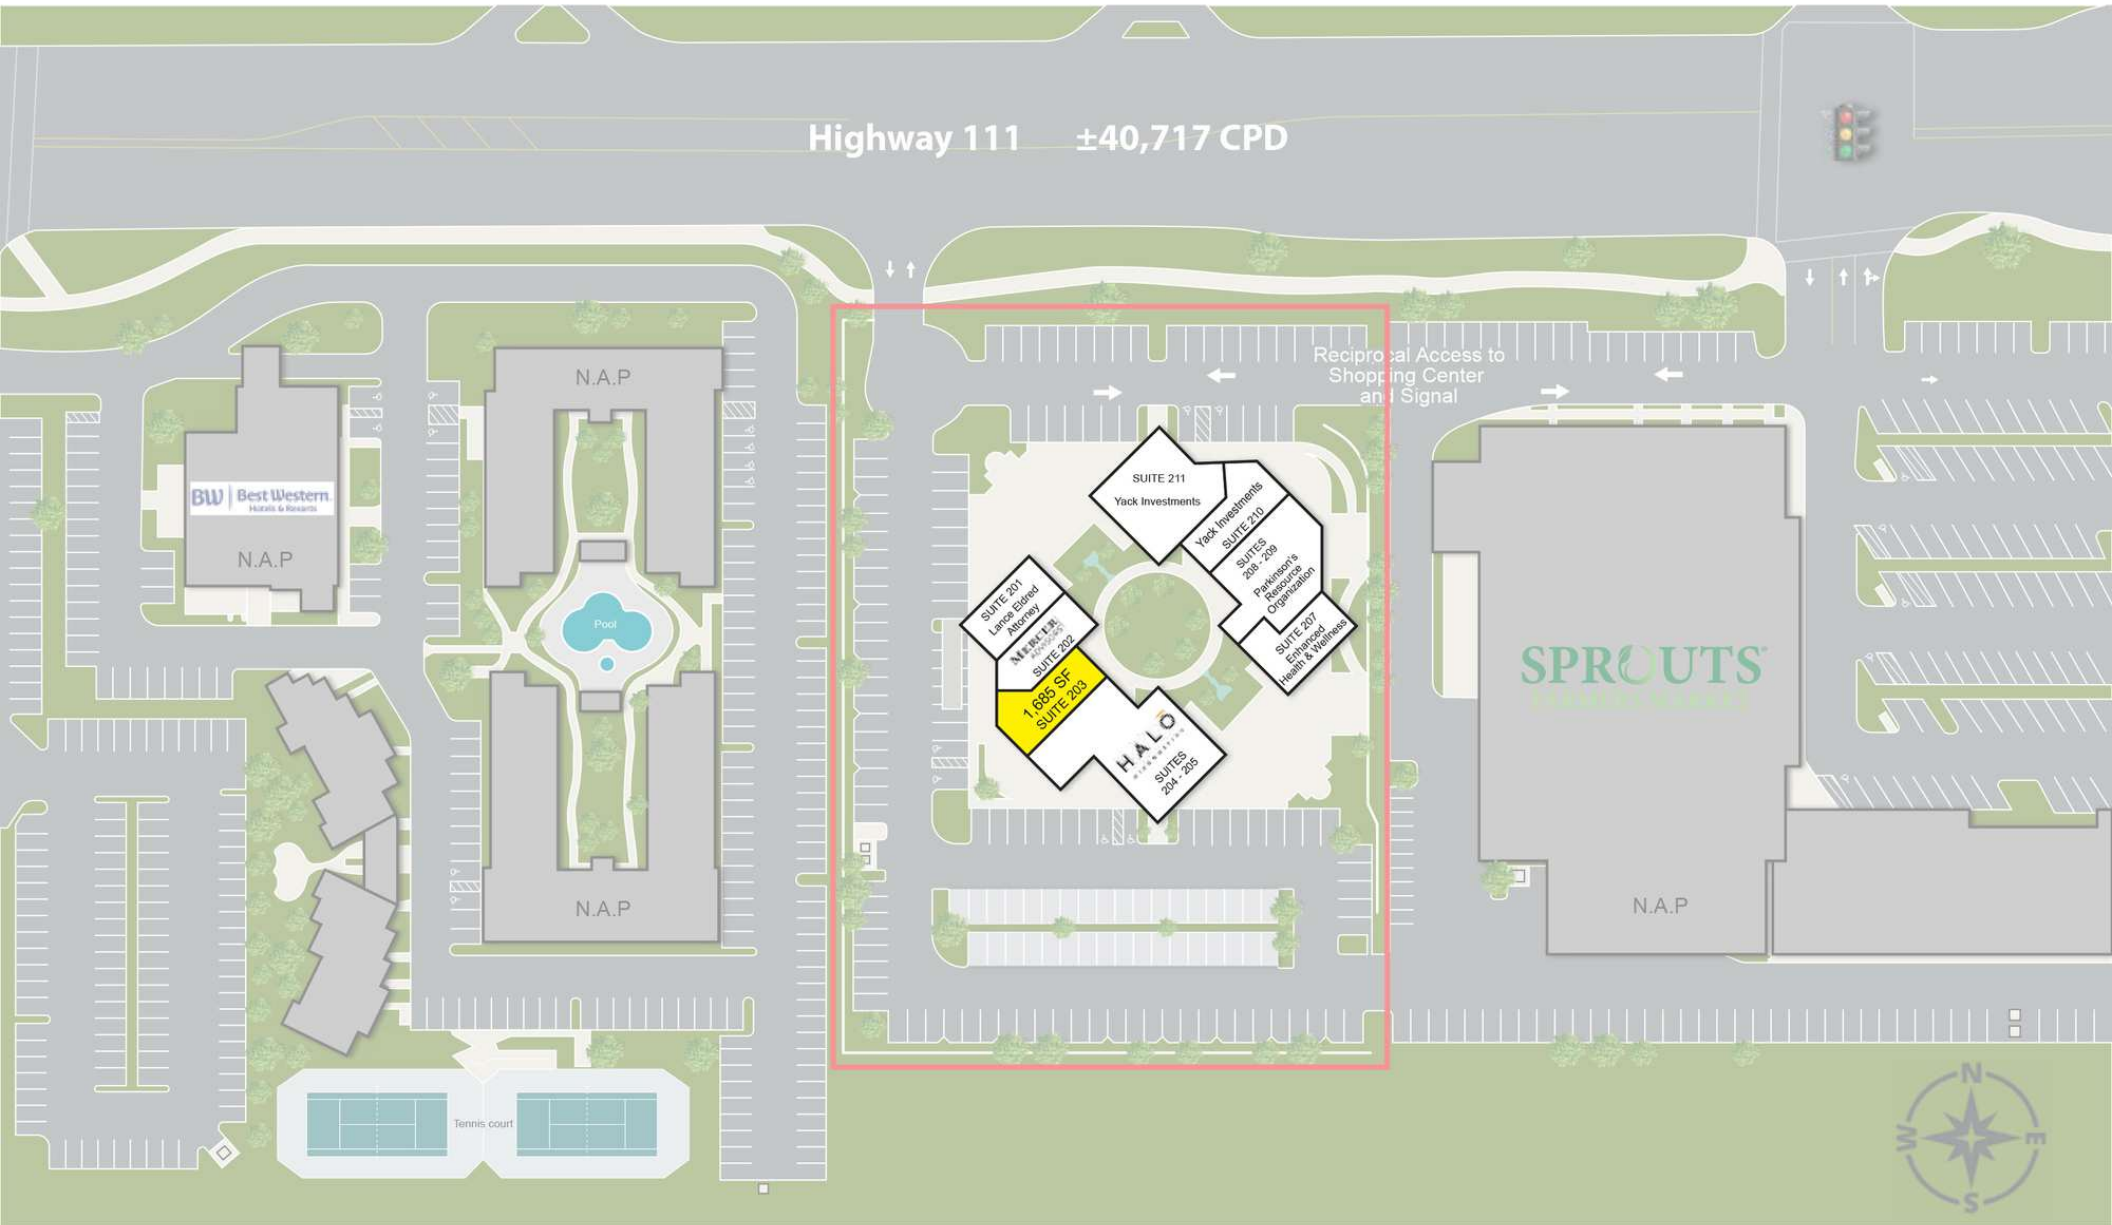 Highway 111 ±40,717 CPD
Reciprocal Access to
Shopping Center
and Signal
N.A.P
BW Best Western
Hotels & Resorts
N.A.P
Pool
N.A.P
Tennis court
SUITE 211
Yack Investments
Yack Investments
SUITE 210
SUITES
208 - 209
Parkinson's
Resource
Organization
SUITE 207
Enhanced
Health & Wellness
SUITE 201
Lance Eldred
Attorney
MERCER
ADVISORS
SUITE 202
1,685 SF
SUITE 203
HALO
DIAGNOSTICS
SUITES
204 - 205
SPROUTS
FARMERS MARKET
N.A.P
N
W
E
S